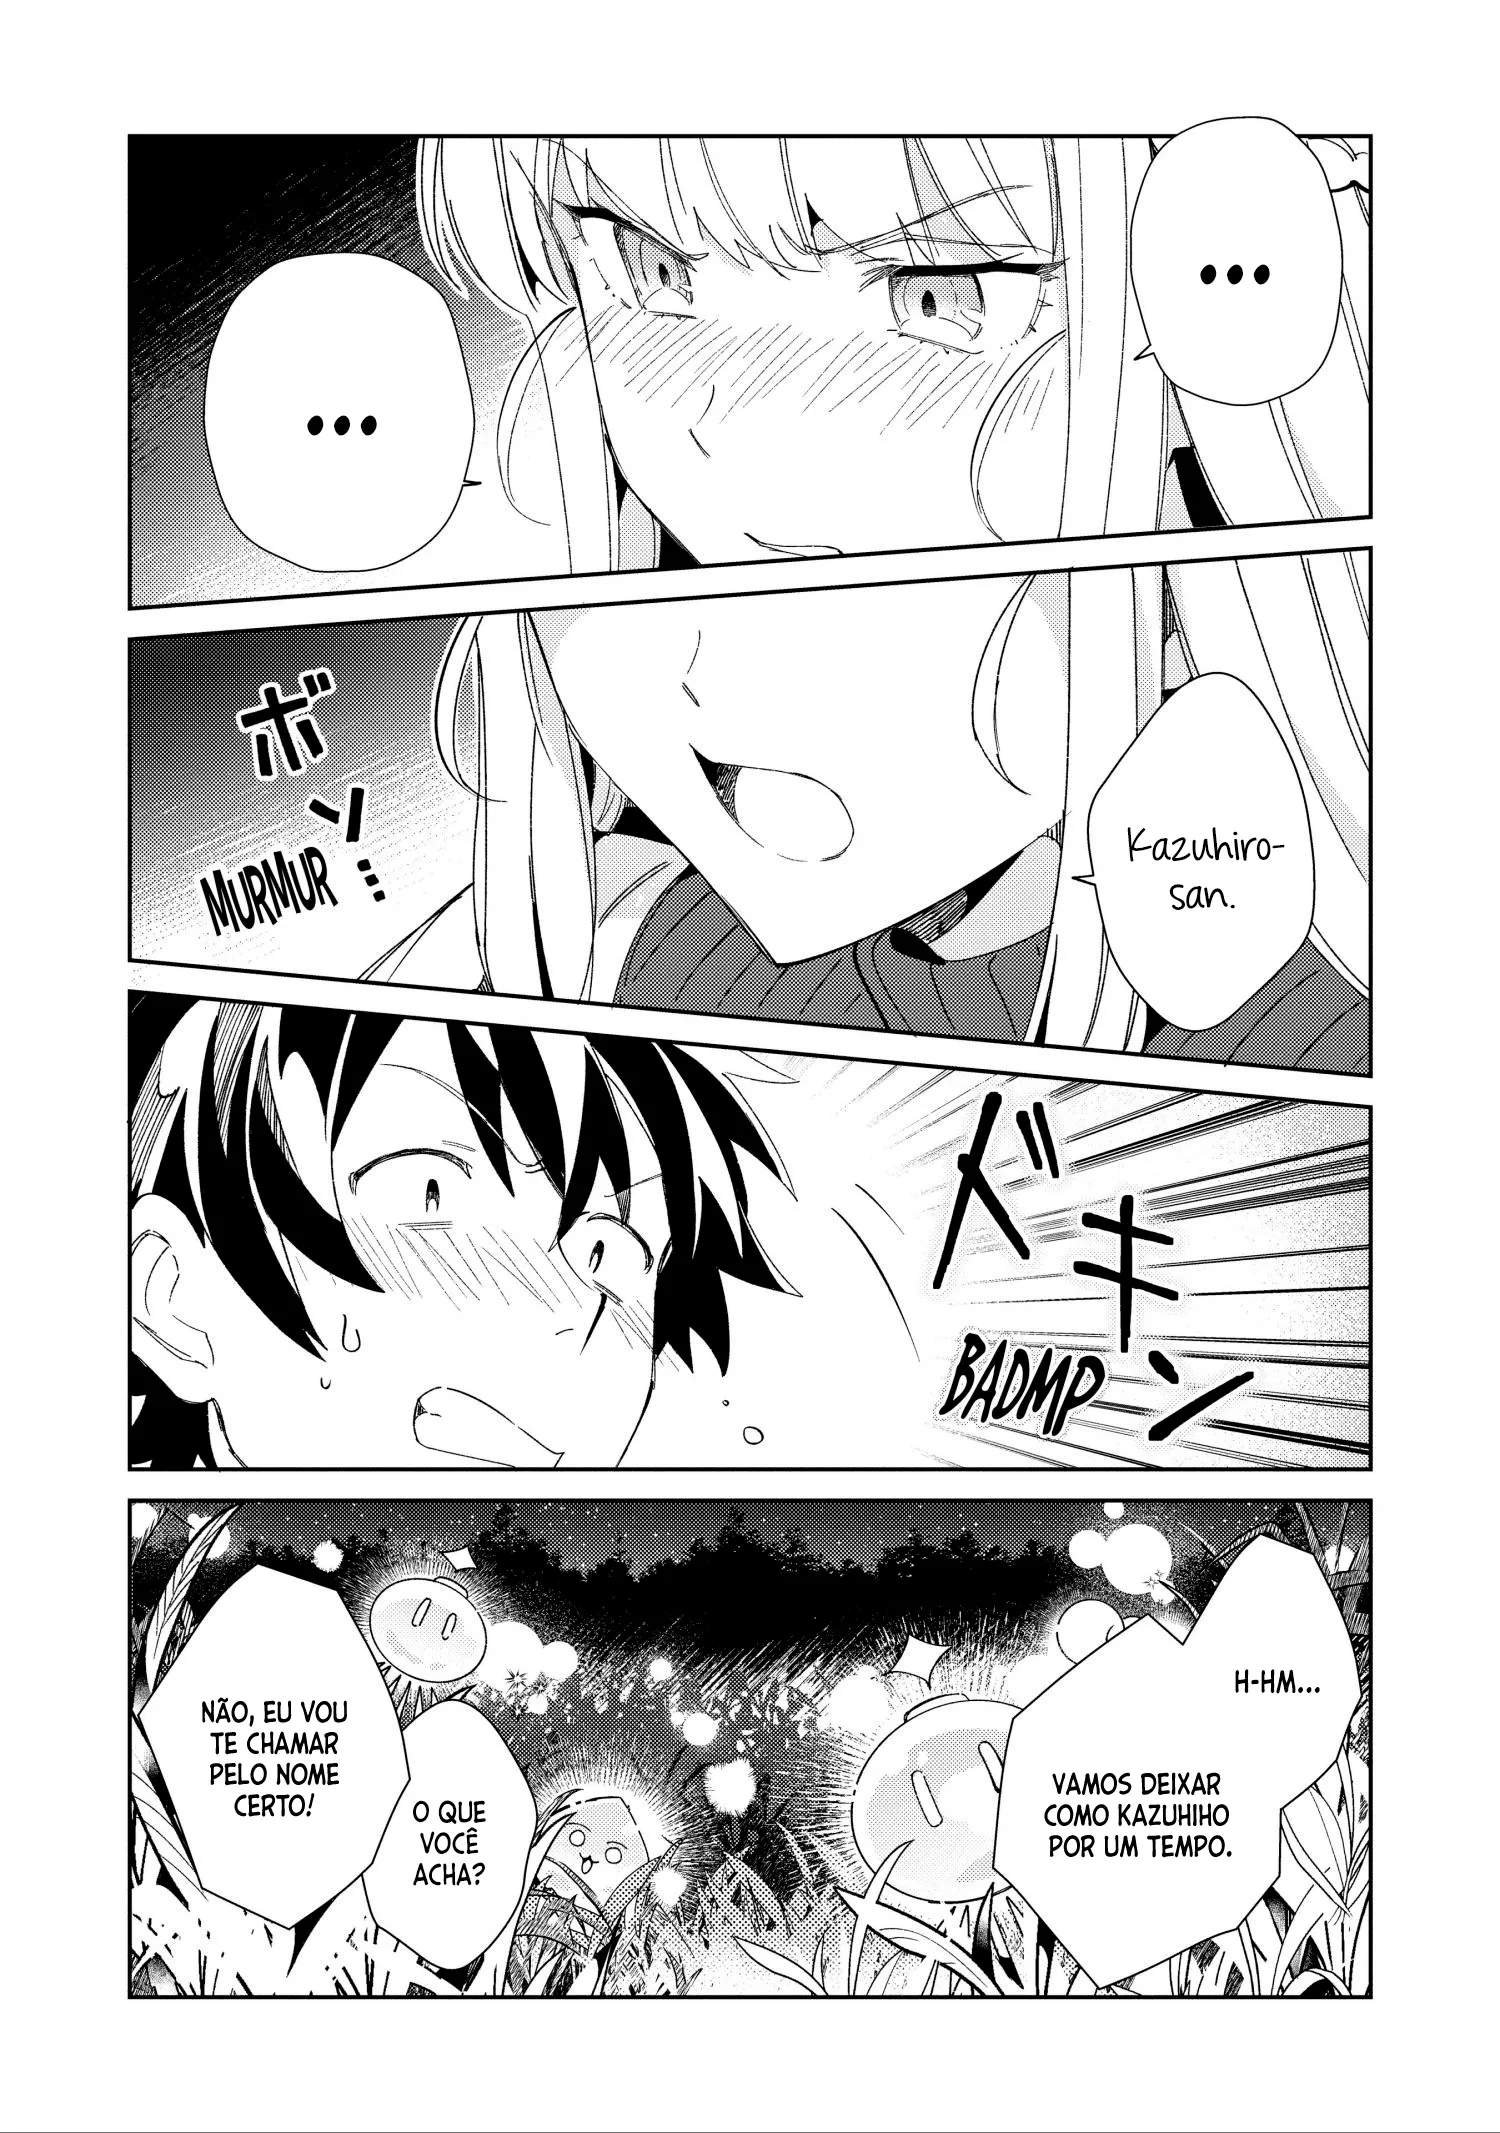 ...
...
Kazuhiro-
san.
ボソ...
MURMUR
ドキン
BADMP
H-HM...
VAMOS DEIXAR
COMO KAZUHIHO
POR UM TEMPO.
O QUE
VOCÊ
ACHA?
NÃO, EU VOU
TE CHAMAR
PELO NOME
CERTO!